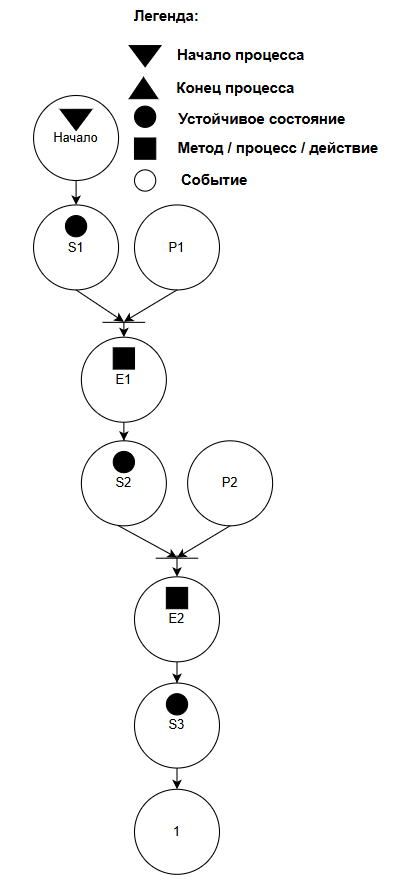 Легенда:
Начало процесса
Конец процесса
Устойчивое состояние
Метод / процесс / действие
Событие
Начало
S1
P1
E1
S2
P2
E2
S3
1